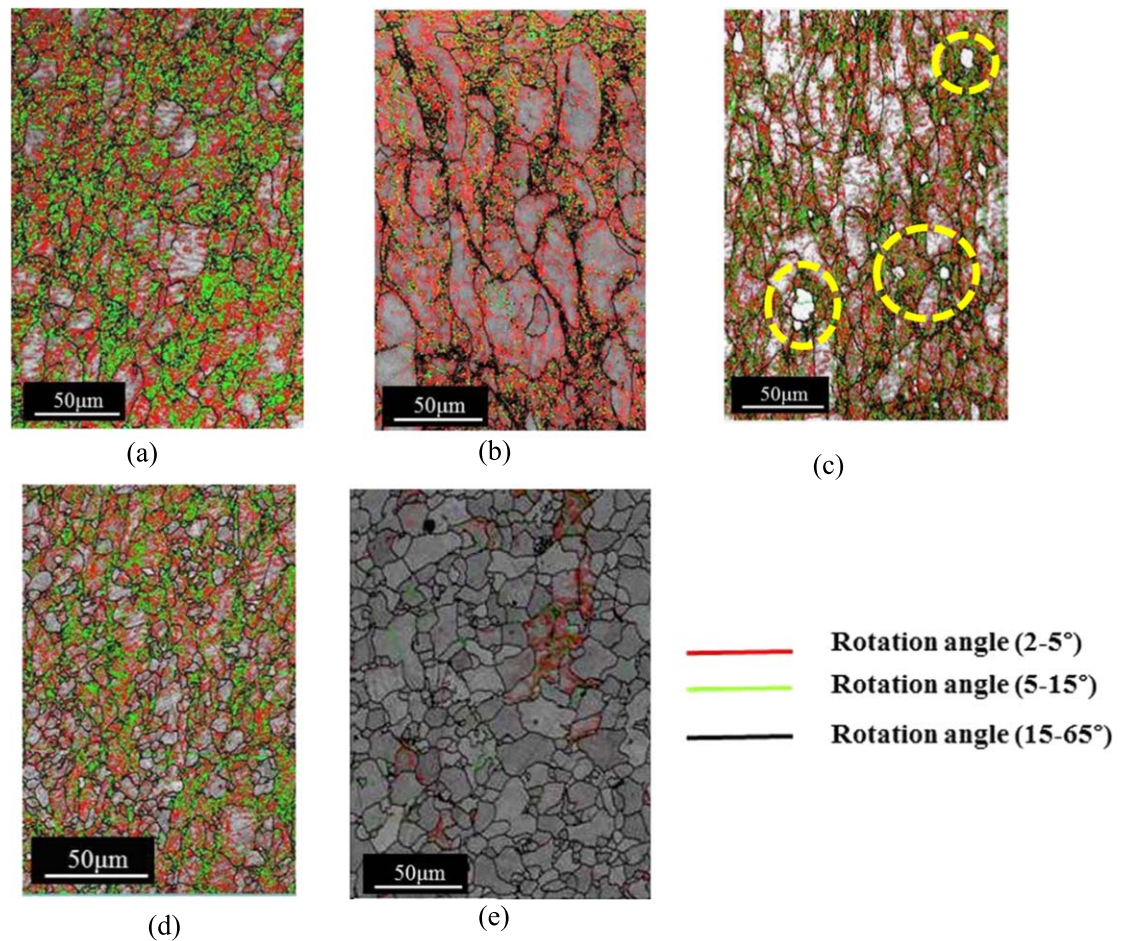 50μm
50μm
50μm
(a)
(b)
(c)
50μm
50μm
(d)
(e)
Rotation angle (2-5°)
Rotation angle (5-15°)
Rotation angle (15-65°)